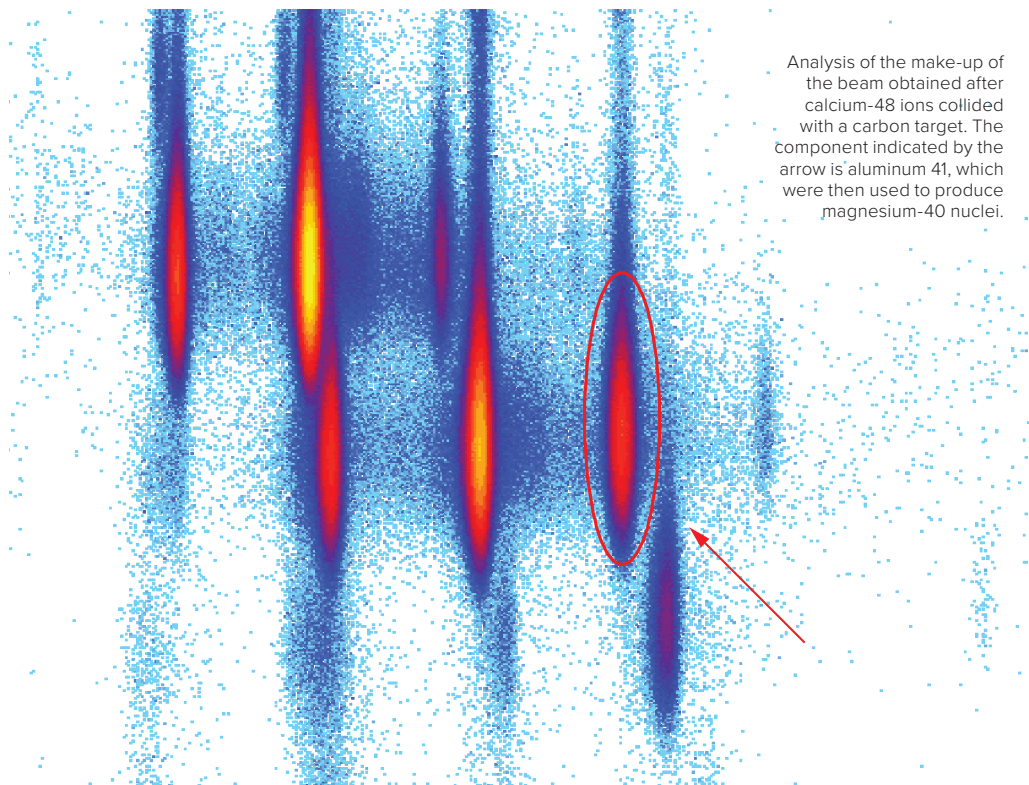 Analysis of the make-up of
the beam obtained after
calcium-48 ions collided
with a carbon target. The
component indicated by the
arrow is aluminum 41, which
were then used to produce
magnesium-40 nuclei.